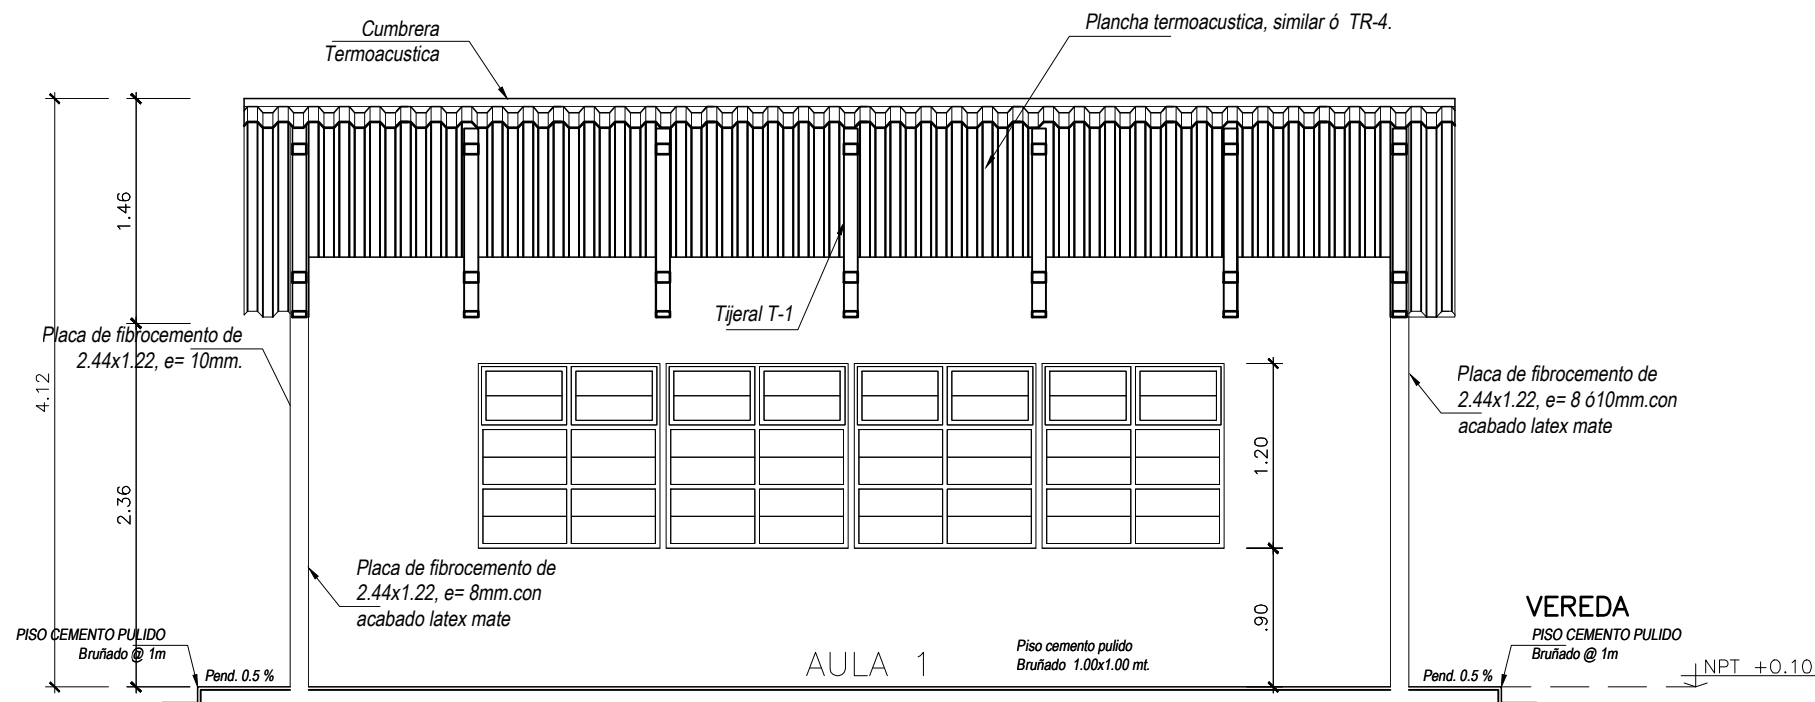 Cumbrera
Termoacustica
Plancha termoacustica, similar ó TR-4.
1.46
Tijeral T-1
Placa de fibrocemento de
2.44x1.22, e= 10mm.
4.12
2.36
1.20
Placa de fibrocemento de
2.44x1.22, e= 8 ó10mm.con
acabado latex mate
Placa de fibrocemento de
2.44x1.22, e= 8mm.con
acabado latex mate
.90
VEREDA
PISO CEMENTO PULIDO
Bruñado @ 1m
PISO CEMENTO PULIDO
Bruñado @ 1m
Piso cemento pulido
Bruñado 1.00x1.00 mt.
AULA 1
Pend. 0.5 %
Pend. 0.5 %
NPT +0.10